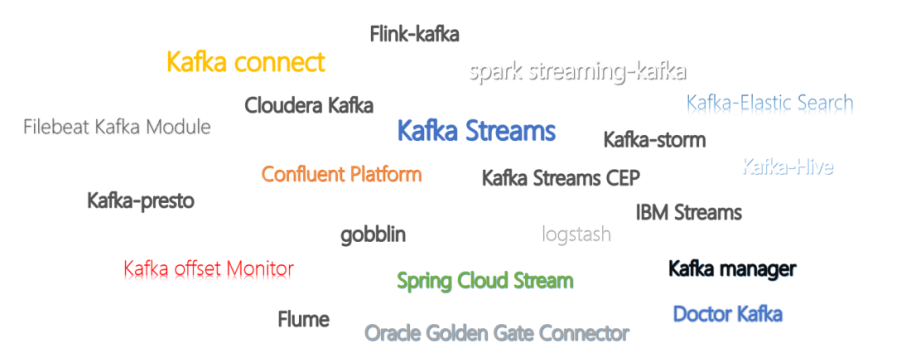 Flink-kafka
Kafka connect
spark streaming-kafka
Cloudera Kafka
Kafka-Elastic Search
Filebeat Kafka Module
Kafka Streams
Kafka-storm
Confluent Platform
Kafka Streams CEP
Kafka-Hive
Kafka-presto
IBM Streams
gobblin
logstash
Kafka offset Monitor
Spring Cloud Stream
Kafka manager
Flume
Oracle Golden Gate Connector
Doctor Kafka